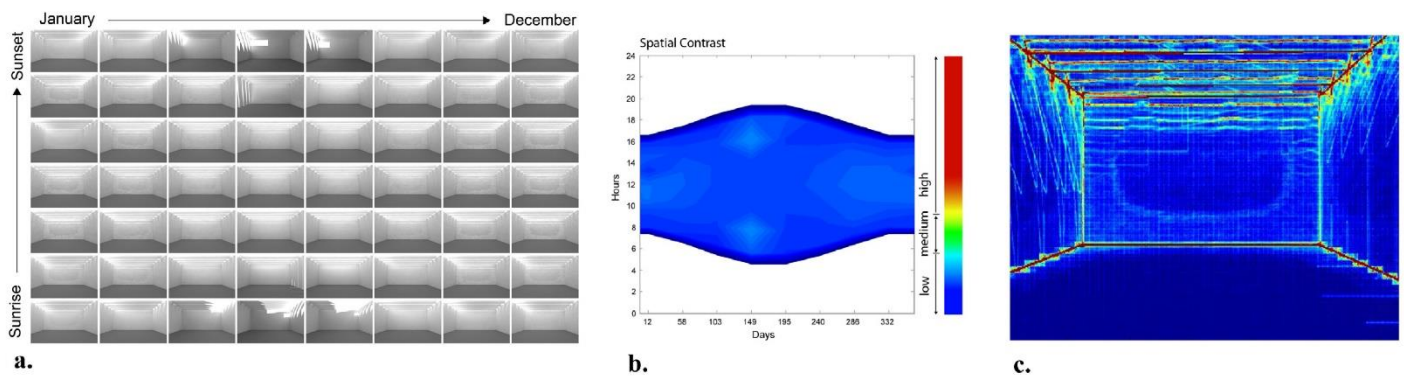 January
December
Sunset
Sunrise
a.
Spatial Contrast
24
22
20
18
16
14
12
10
8
6
4
2
0
Hours
12 58 103 149 195 240 286 332
Days
high
medium
low
b.
c.